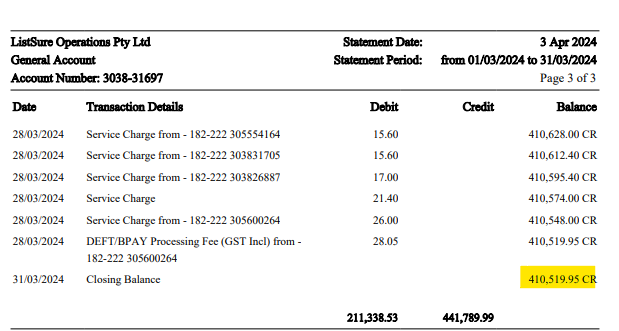 ListSure Operations Pty Ltd Statement Date: 3 Apr 2024
General Account Statement Period: from 01/03/2024 to 31/03/2024
Account Number: 3038-31697 Page 3 of 3
Date Transaction Details Debit Credit Balance
28/03/2024 Service Charge from - 182-222 305554164 15.60 410,628.00 CR
28/03/2024 Service Charge from - 182-222 303831705 15.60 410,612.40 CR
28/03/2024 Service Charge from - 182-222 303826887 17.00 410,595.40 CR
28/03/2024 Service Charge 21.40 410,574.00 CR
28/03/2024 Service Charge from - 182-222 305600264 26.00 410,548.00 CR
28/03/2024 DEFT/BPAY Processing Fee (GST Incl) from - 28.05 410,519.95 CR
182-222 305600264
31/03/2024 Closing Balance 410,519.95 CR
211,338.53 441,789.99